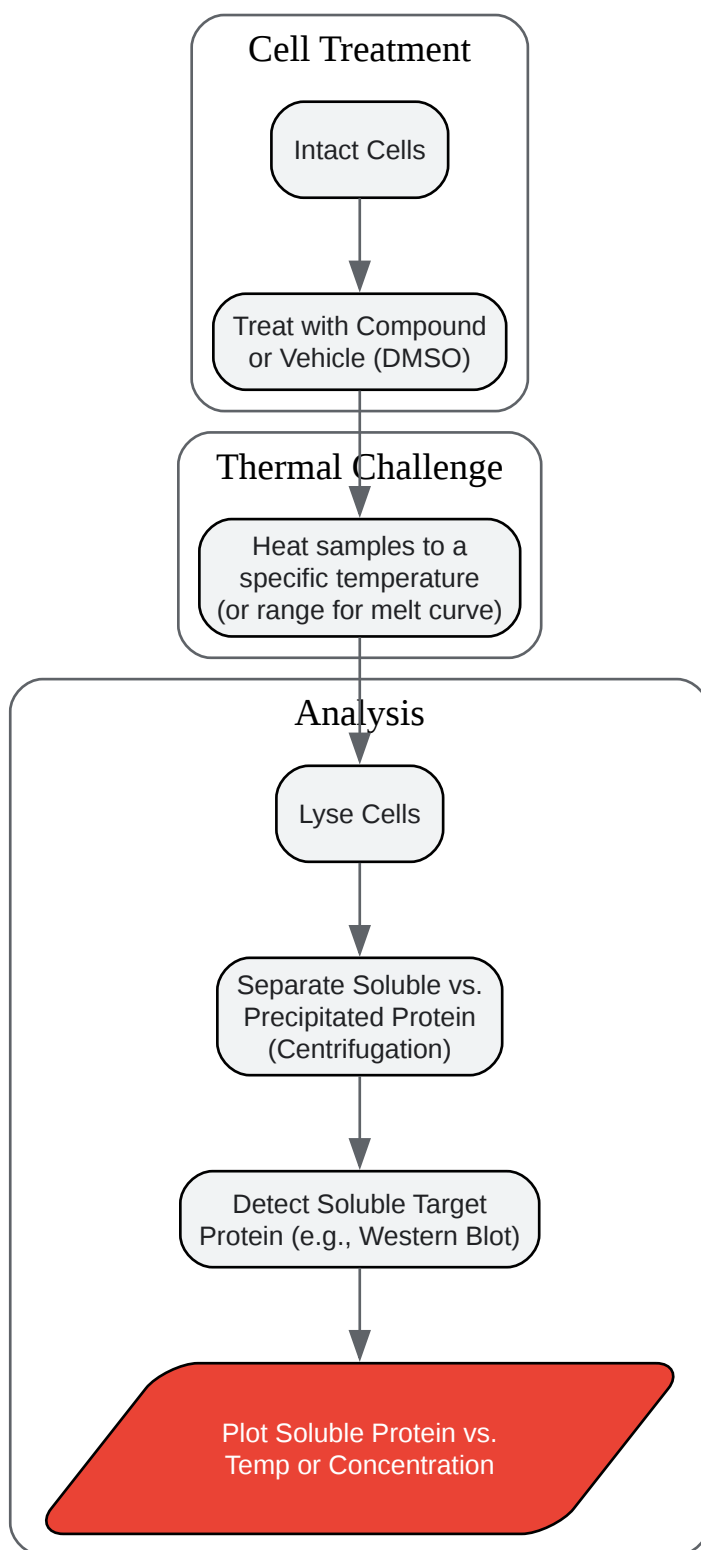 Cell Treatment
Intact Cells
Treat with Compound
or Vehicle (DMSO)
Thermal Challenge
Heat samples to a
specific temperature
(or range for melt curve)
Analysis
Lyse Cells
Separate Soluble vs.
Precipitated Protein
(Centrifugation)
Detect Soluble Target
Protein (e.g., Western Blot)
Plot Soluble Protein vs.
Temp or Concentration